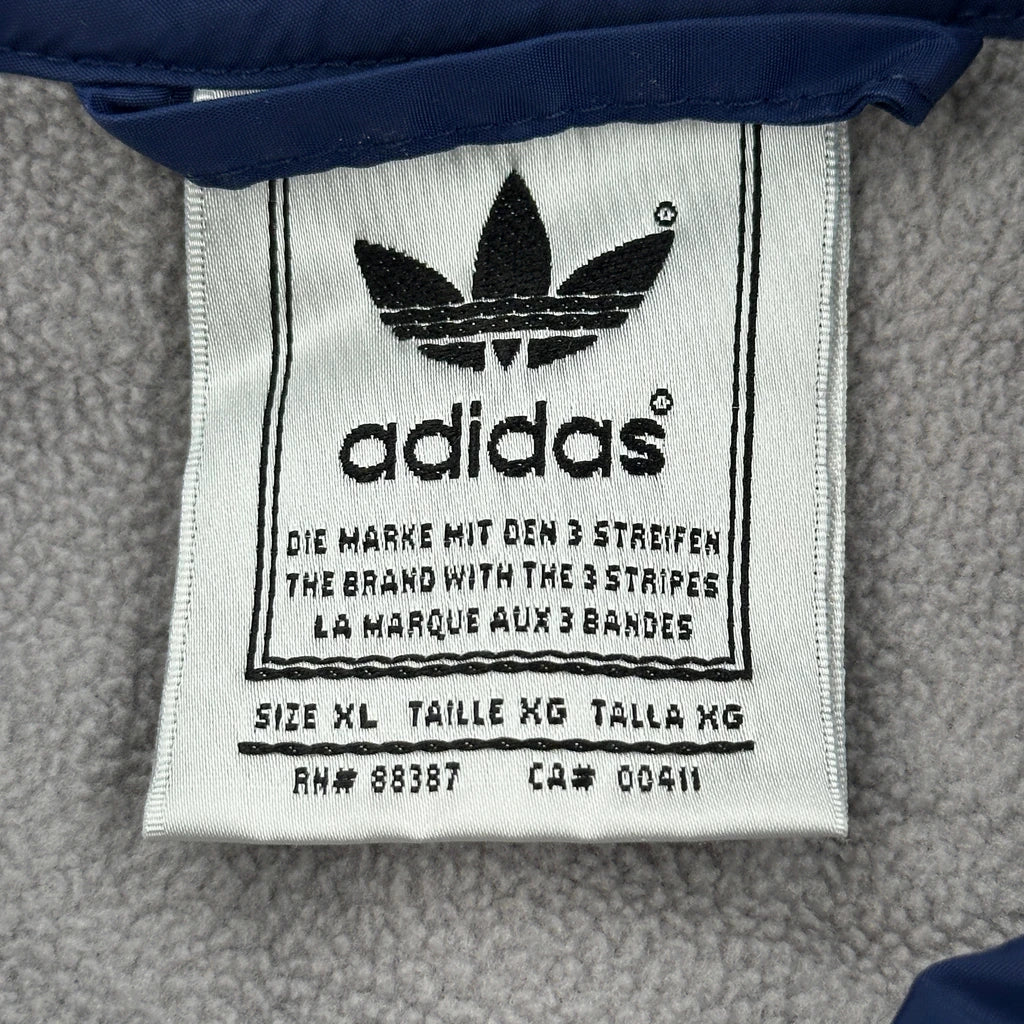 adidas®
DIE MARKE MIT DEN 3 STREIFEN
THE BRAND WITH THE 3 STRIPES
LA MARQUE AUX 3 BANDES
SIZE XL TAILLE XG TALLA XG
RN# 88387 CA# 00411